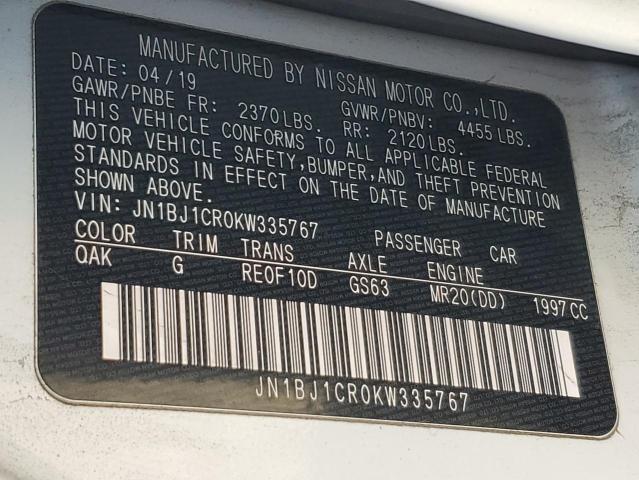 MANUFACTURED BY NISSAN MOTOR CO.,LTD.
DATE: 04/19
GAWR/PNBE FR: 2370LBS. GVWR/PNBV: 4455 LBS.
RR: 2120LBS.
THIS VEHICLE CONFORMS TO ALL APPLICABLE FEDERAL
MOTOR VEHICLE SAFETY,BUMPER,AND THEFT PREVENTION
STANDARDS IN EFFECT ON THE DATE OF MANUFACTURE
SHOWN ABOVE.
VIN: JN1BJ1CR0KW335767 PASSENGER CAR
COLOR TRIM TRANS AXLE ENGINE
QAK G RE0F10D GS63 MR20(DD) 1997CC
JN1BJ1CR0KW335767